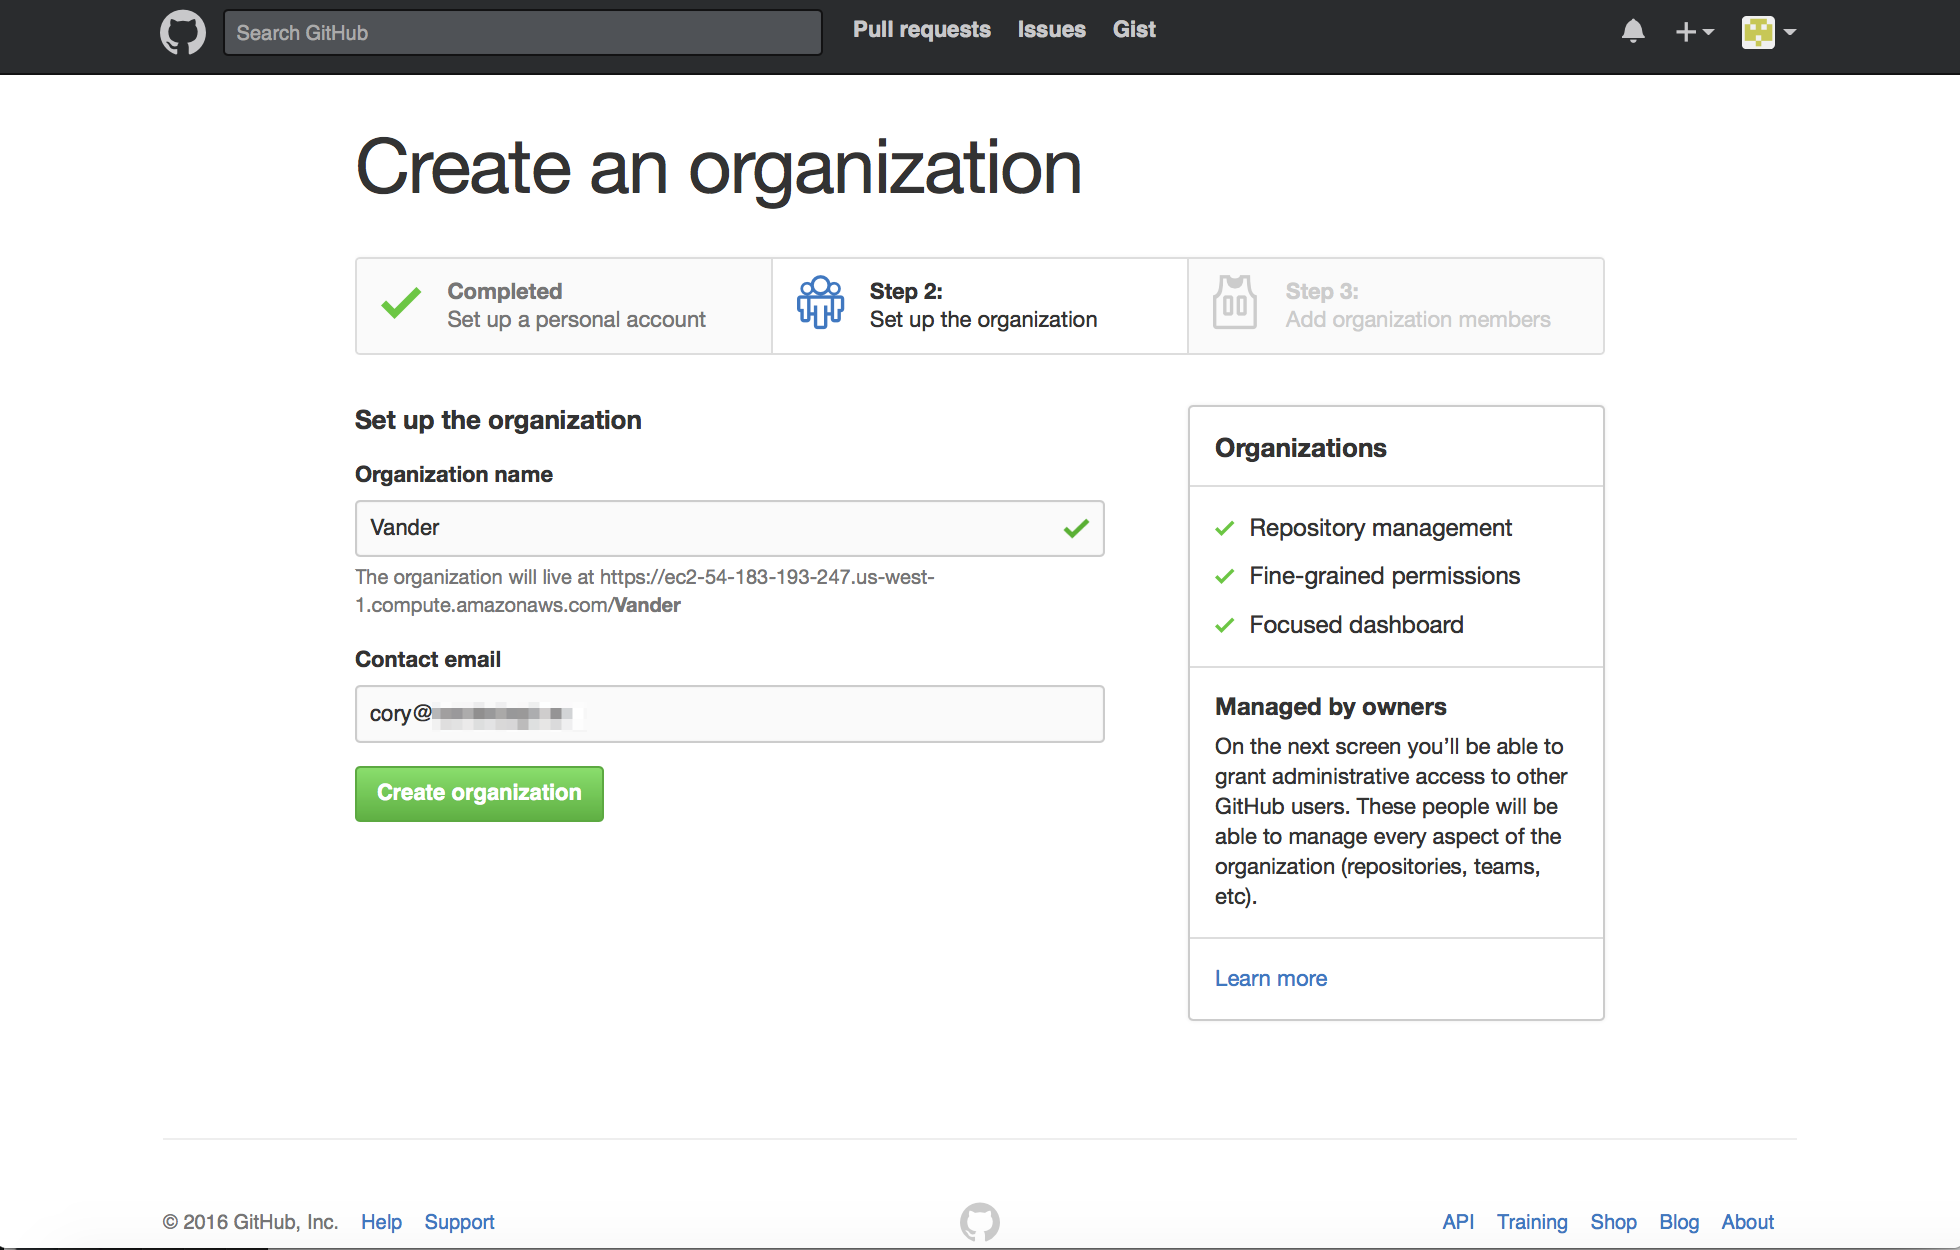 Search GitHub
Pull requests Issues Gist
Create an organization
Completed
Set up a personal account
Step 2:
Set up the organization
Step 3:
Add organization members
Set up the organization
Organization name
Vander
The organization will live at https://ec2-54-183-193-247.us-west-
1.compute.amazonaws.com/Vander
Contact email
cory@
Create organization
Organizations
Repository management
Fine-grained permissions
Focused dashboard
Managed by owners
On the next screen you’ll be able to
grant administrative access to other
GitHub users. These people will be
able to manage every aspect of the
organization (repositories, teams,
etc).
Learn more
© 2016 GitHub, Inc. Help Support
API Training Shop Blog About